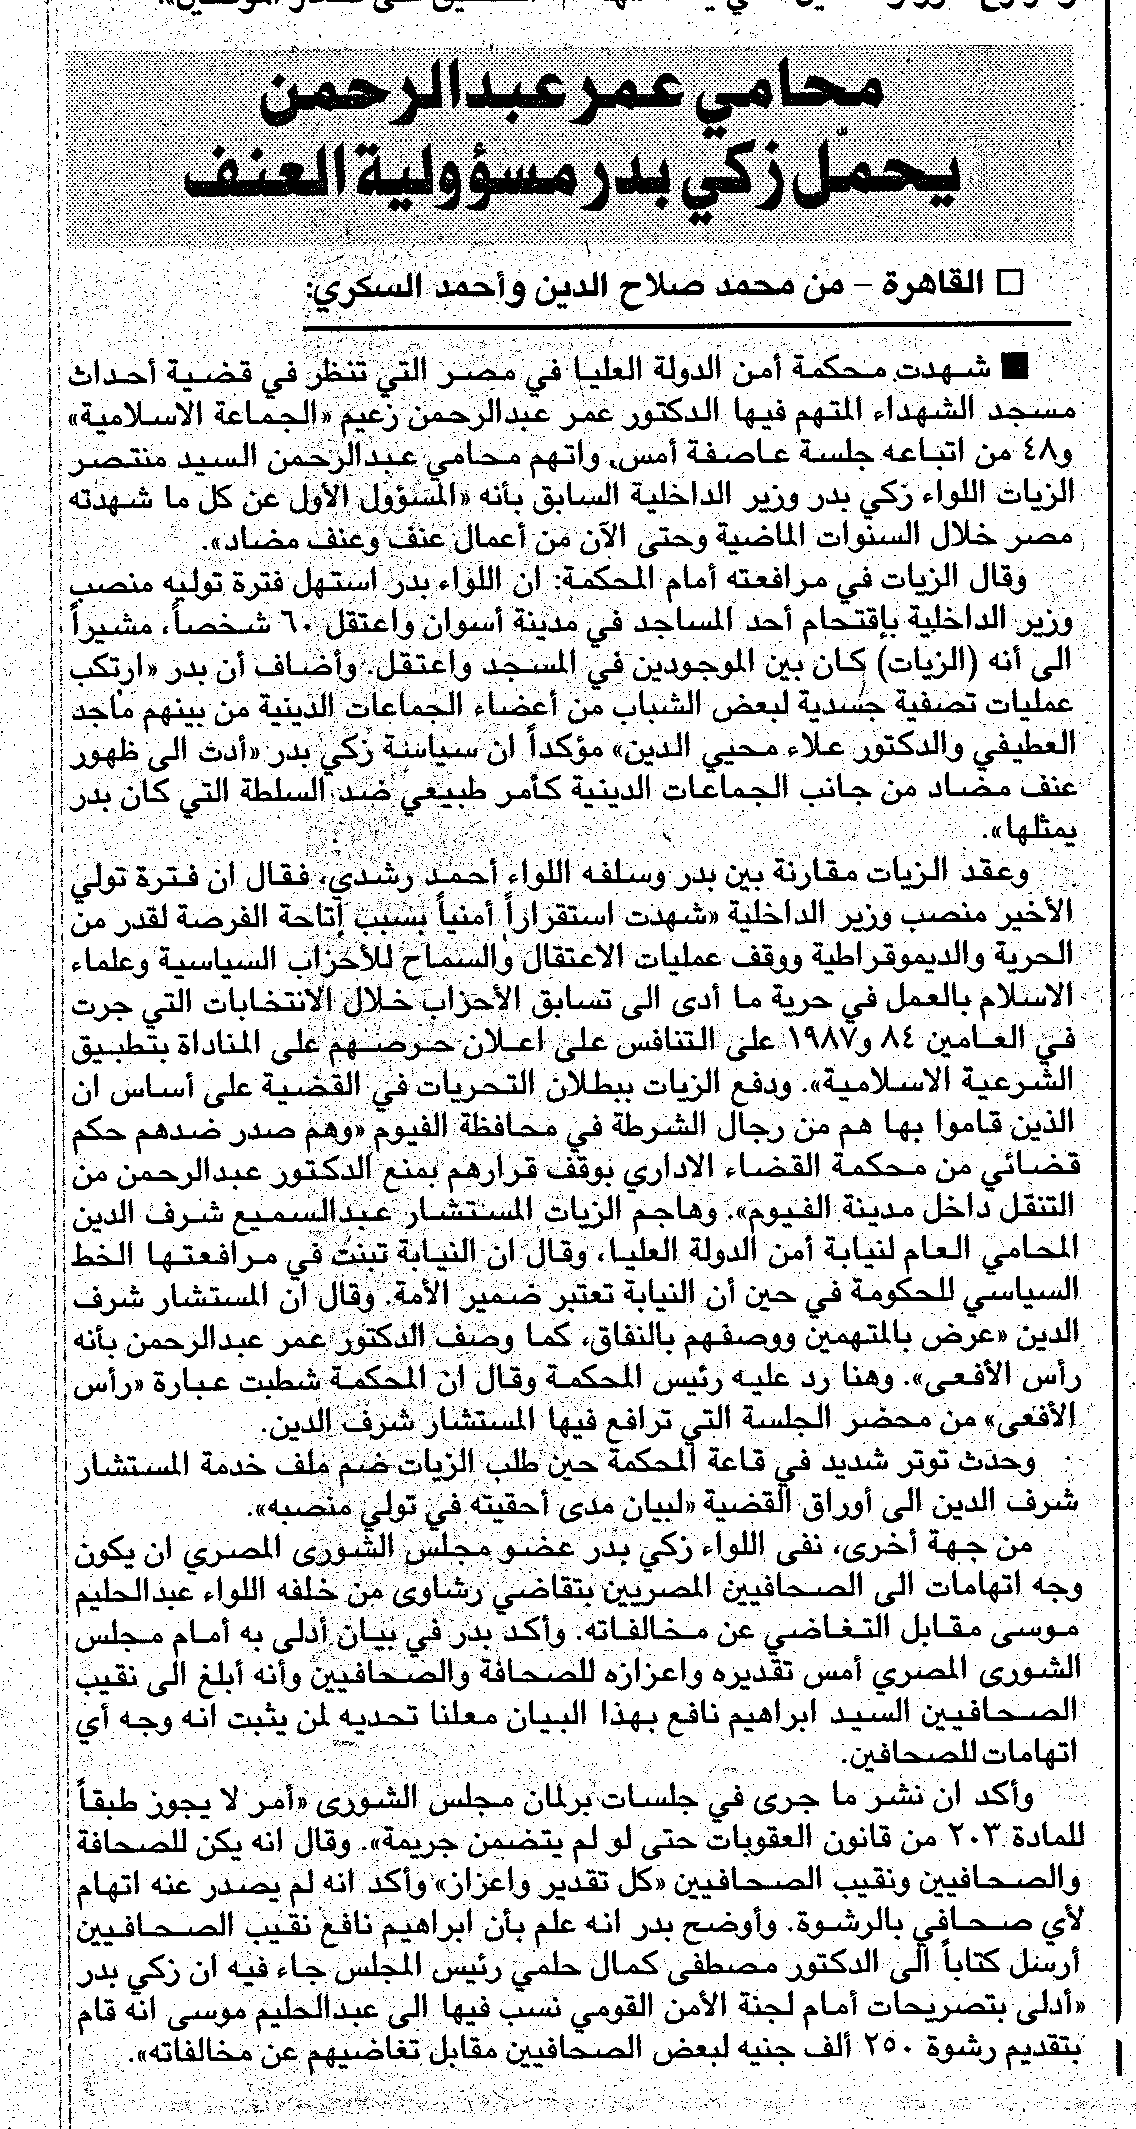 محامي عمر عبدالرحمن
يحمّل زكي بدر مسؤولية العنف
□ القاهرة - من محمد صلاح الدين وأحمد السكري:
■ شهدت محكمة أمن الدولة العليا في مصر التي تنظر في قضية أحداث
مسجد الشهداء المتهم فيها الدكتور عمر عبدالرحمن زعيم «الجماعة الاسلامية»
و٤٨ من اتباعه جلسة عاصفة أمس، واتهم محامي عبدالرحمن السيد منتصر
الزيات اللواء زكي بدر وزير الداخلية السابق بأنه «المسؤول الأول عن كل ما شهدته
مصر خلال السنوات الماضية وحتى الآن من أعمال عنف وعنف مضاد».
وقال الزيات في مرافعته أمام المحكمة: ان اللواء بدر استهل فترة توليه منصب
وزير الداخلية بإقتحام أحد المساجد في مدينة أسوان واعتقل ٦٠ شخصاً، مشيراً
الى أنه (الزيات) كان بين الموجودين في المسجد واعتقل. وأضاف أن بدر «ارتكب
عمليات تصفية جسدية لبعض الشباب من أعضاء الجماعات الدينية من بينهم ماجد
العطيفي والدكتور علاء محيي الدين» مؤكداً ان سياسة زكي بدر «أدت الى ظهور
عنف مضاد من جانب الجماعات الدينية كأمر طبيعي ضد السلطة التي كان بدر
يمثلها».
وعقد الزيات مقارنة بين بدر وسلفه اللواء أحمد رشدي، فقال ان فترة تولي
الأخير منصب وزير الداخلية «شهدت استقراراً أمنياً بسبب إتاحة الفرصة لقدر من
الحرية والديموقراطية ووقف عمليات الاعتقال والسماح للأحزاب السياسية وعلماء
الاسلام بالعمل في حرية ما أدى الى تسابق الأحزاب خلال الانتخابات التي جرت
في العامين ٨٤ و١٩٨٧ على التنافس على اعلان حرصهم على المناداة بتطبيق
الشرعية الاسلامية». ودفع الزيات ببطلان التحريات في القضية على أساس ان
الذين قاموا بها هم من رجال الشرطة في محافظة الفيوم «وهم صدر ضدهم حكم
قضائي من محكمة القضاء الاداري بوقف قرارهم بمنع الدكتور عبدالرحمن من
التنقل داخل مدينة الفيوم». وهاجم الزيات المستشار عبدالسميع شرف الدين
المحامي العام لنيابة أمن الدولة العليا، وقال ان النيابة تبنت في مرافعتها الخط
السياسي للحكومة في حين أن النيابة تعتبر ضمير الأمة. وقال ان المستشار شرف
الدين «عرض بالمتهمين ووصفهم بالنفاق، كما وصف الدكتور عمر عبدالرحمن بأنه
رأس الأفعى». وهنا رد عليه رئيس المحكمة وقال ان المحكمة شطبت عبارة «رأس
الأفعى» من محضر الجلسة التي ترافع فيها المستشار شرف الدين.
وحدث توتر شديد في قاعة المحكمة حين طلب الزيات ضم ملف خدمة المستشار
شرف الدين الى أوراق القضية «لبيان مدى أحقيته في تولي منصبه».
من جهة أخرى، نفى اللواء زكي بدر عضو مجلس الشورى المصري ان يكون
وجه اتهامات الى الصحافيين المصريين بتقاضي رشاوى من خلفه اللواء عبدالحليم
موسى مقابل التغاضي عن مخالفاته. وأكد بدر في بيان أدلى به أمام مجلس
الشورى المصري أمس تقديره واعزازه للصحافة والصحافيين وأنه أبلغ الى نقيب
الصحافيين السيد ابراهيم نافع بهذا البيان معلنا تحديه لمن يثبت انه وجه أي
اتهامات للصحافين.
وأكد ان نشر ما جرى في جلسات برلمان مجلس الشورى «أمر لا يجوز طبقاً
للمادة ٢٠٣ من قانون العقوبات حتى لو لم يتضمن جريمة». وقال انه يكن للصحافة
والصحافيين ونقيب الصحافيين «كل تقدير واعزاز» وأكد انه لم يصدر عنه اتهام
لأي صحافي بالرشوة. وأوضح بدر انه علم بأن ابراهيم نافع نقيب الصحافيين
أرسل كتاباً الى الدكتور مصطفى كمال حلمي رئيس المجلس جاء فيه ان زكي بدر
«أدلى بتصريحات أمام لجنة الأمن القومي نسب فيها الى عبدالحليم موسى انه قام
بتقديم رشوة ٢٥٠ ألف جنيه لبعض الصحافيين مقابل تغاضيهم عن مخالفاته».